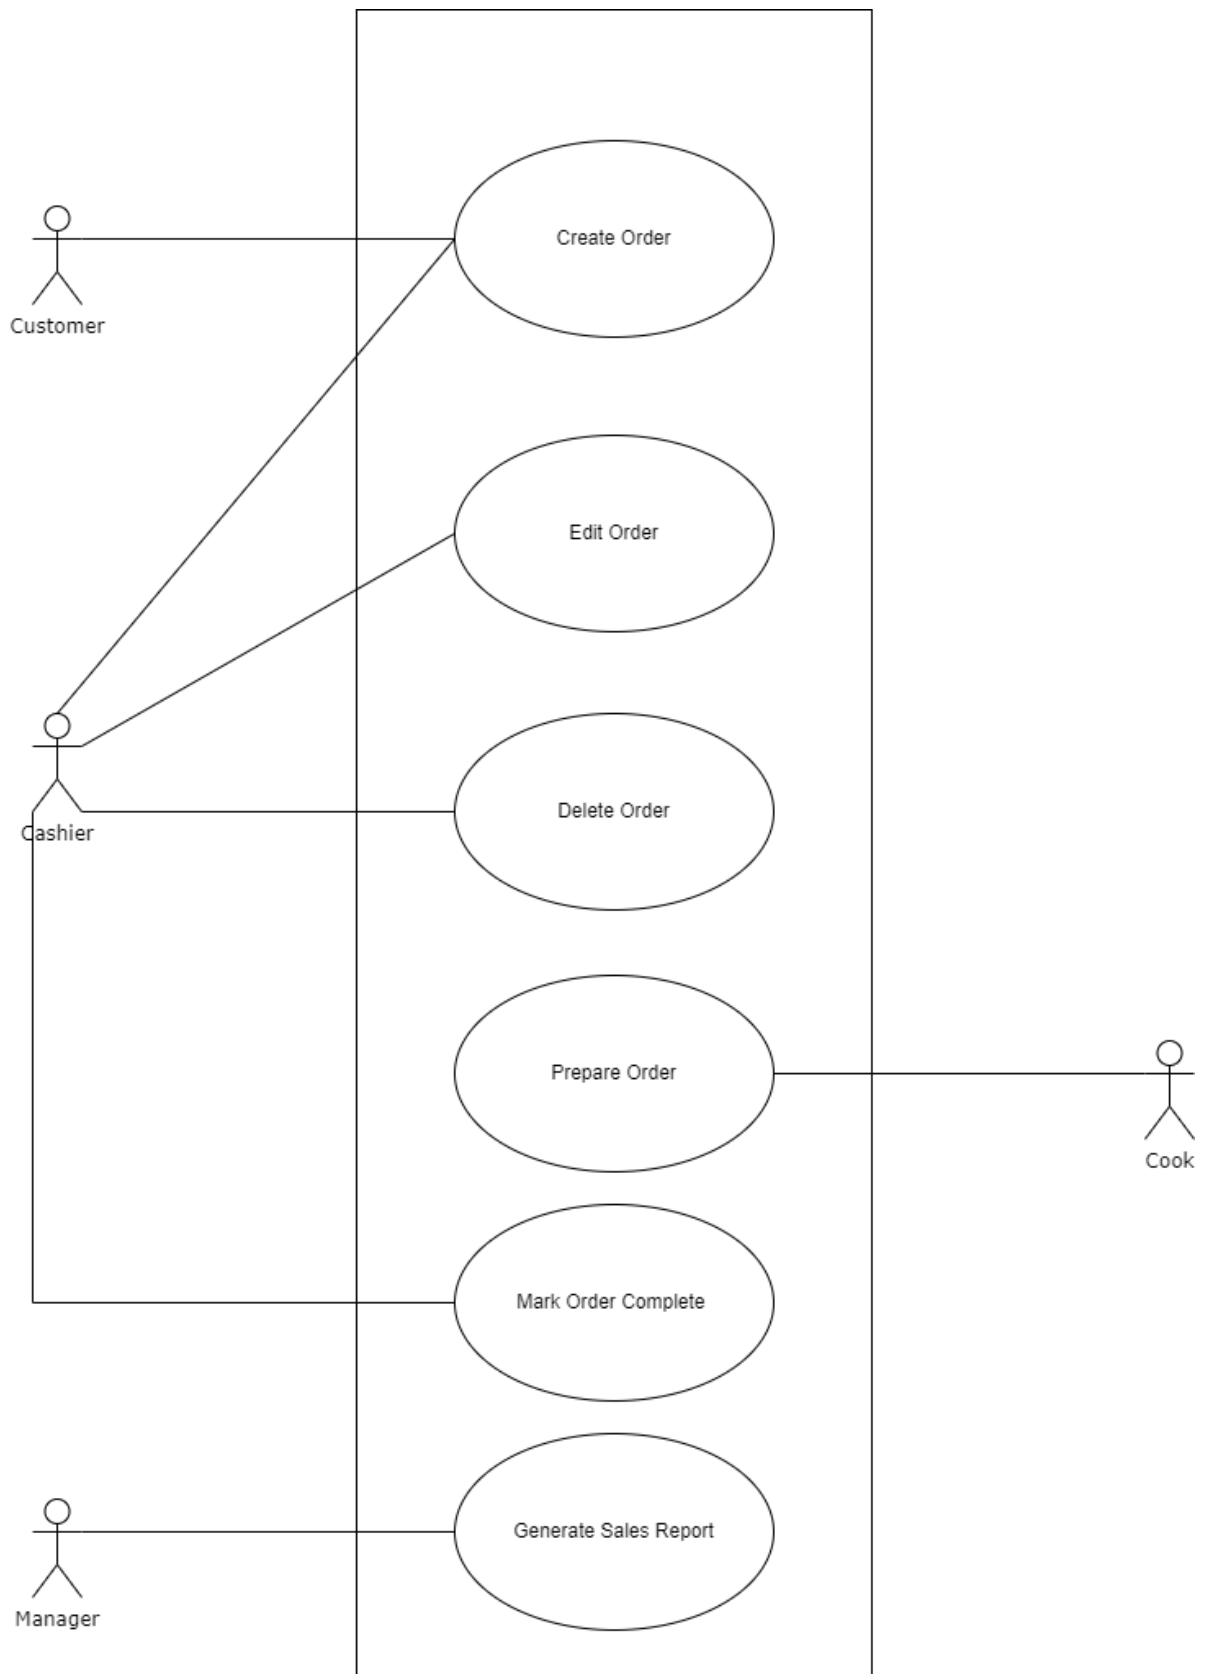 Create Order
Customer
Edit Order
Cashier
Delete Order
Prepare Order
Cook
Mark Order Complete
Generate Sales Report
Manager